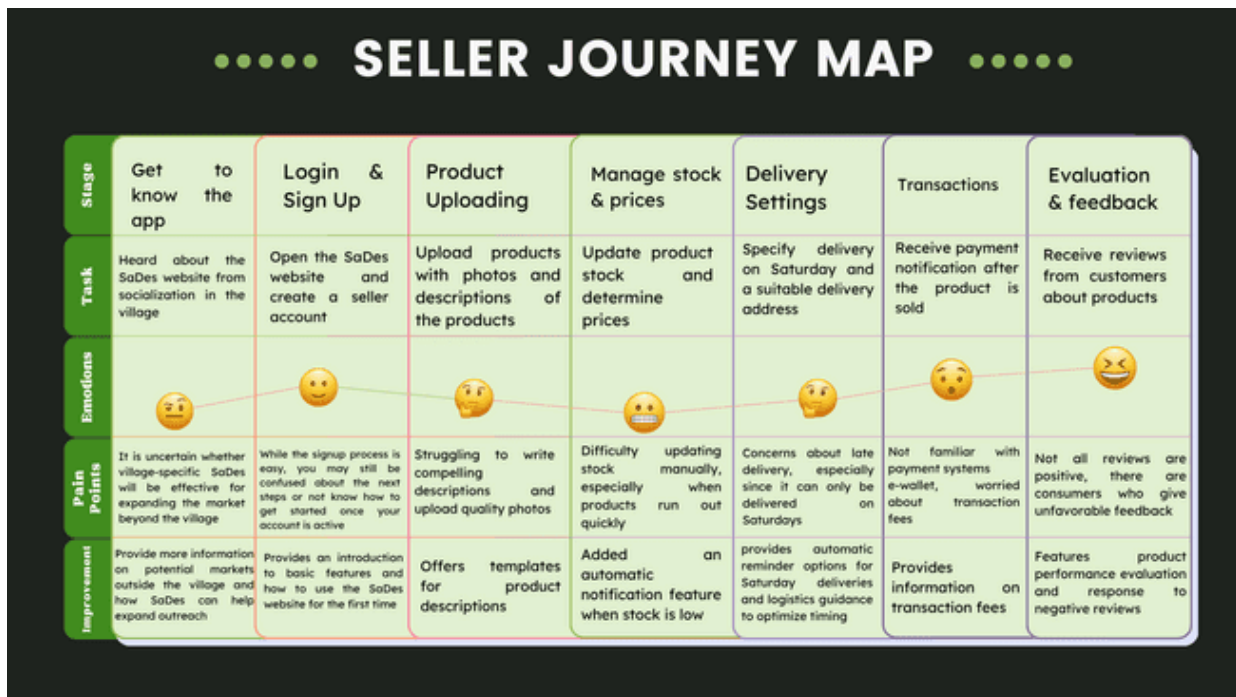 SELLER JOURNEY MAP
Stage
Get to
know the
app
Login &
Sign Up
Product
Uploading
Manage stock
& prices
Delivery
Settings
Transactions
Evaluation
& feedback
Task
Heard about the
SaDes website from
socialization in the
village
Open the SaDes
website and
create a seller
account
Upload products
with photos and
descriptions of
the products
Update product
stock and
determine
prices
Specify delivery
on Saturday and
a suitable delivery
address
Receive payment
notification after
the product is
sold
Receive reviews
from customers
about products
Emotions
Pain
Points
It is uncertain whether
village-specific SaDes
will be effective for
expanding the market
beyond the village
While the signup process is
easy, you may still be
confused about the next
steps or not know how to
get started once your
account is active
Struggling to write
compelling
descriptions and
upload quality photos
Difficulty updating
stock manually,
especially when
products run out
quickly
Concerns about late
delivery, especially
since it can only be
delivered on
Saturdays
Not familiar with
payment systems
e-wallet, worried
about transaction
fees
Not all reviews are
positive, there are
consumers who give
unfavorable feedback
Improvement
Provide more information
on potential markets
outside the village and
how SaDes can help
expand outreach
Provides an introduction
to basic features and
how to use the SaDes
website for the first time
Offers templates
for product
descriptions
Added an
automatic
notification feature
when stock is low
provides automatic
reminder options for
Saturday deliveries
and logistics guidance
to optimize timing
Provides
information on
transaction fees
Features product
performance evaluation
and response to
negative reviews